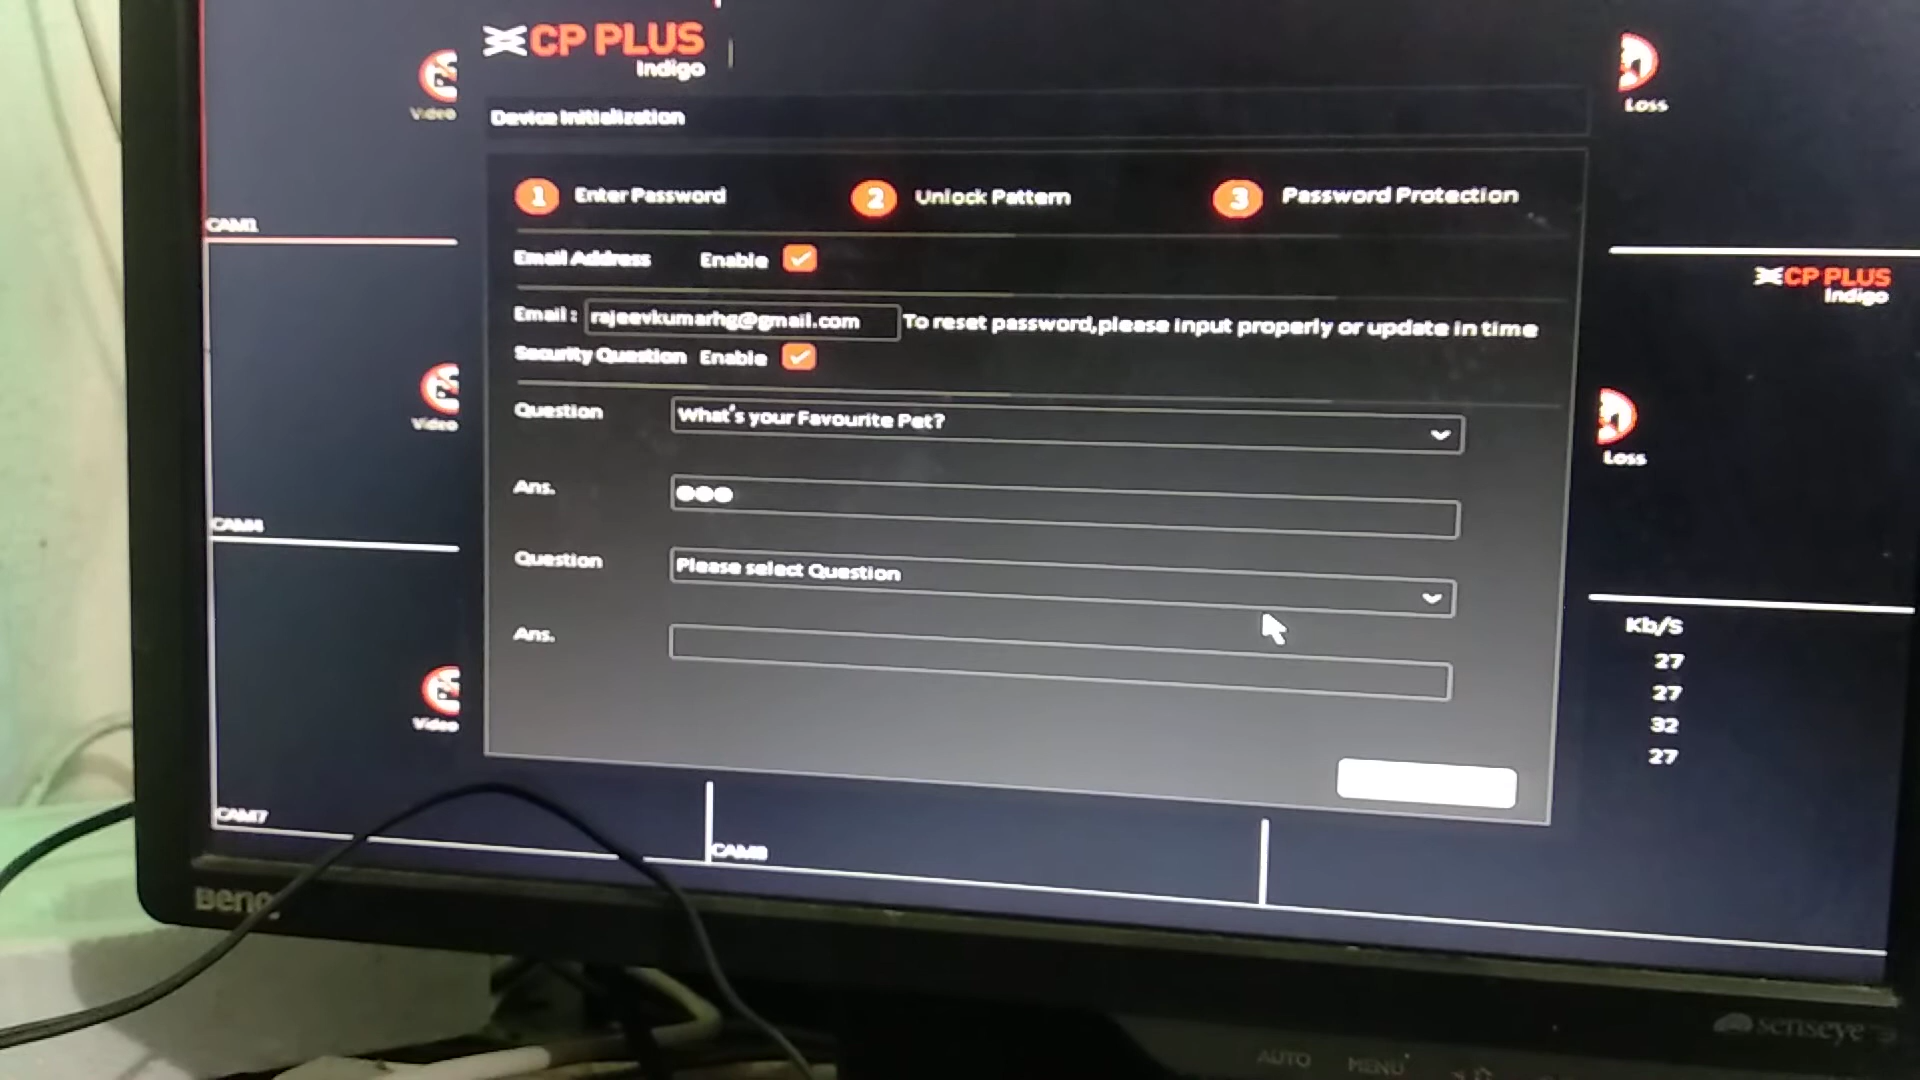 CP PLUS
Indigo
Video
Loss
Device Initialization
1 Enter Password 2 Unlock Pattern 3 Password Protection
CAM1
Email Address Enable
CP PLUS
Indigo
Email : rajeevkumarhg@gmail.com To reset password,please input properly or update in time
Security Question Enable
Question What's your Favourite Pet?
Video
Loss
Ans.
CAM4
Question Please select Question
Ans.
Kb/S
27
27
32
27
Video
CAM7
CAM8
BenQ
senseye
AUTO MENU